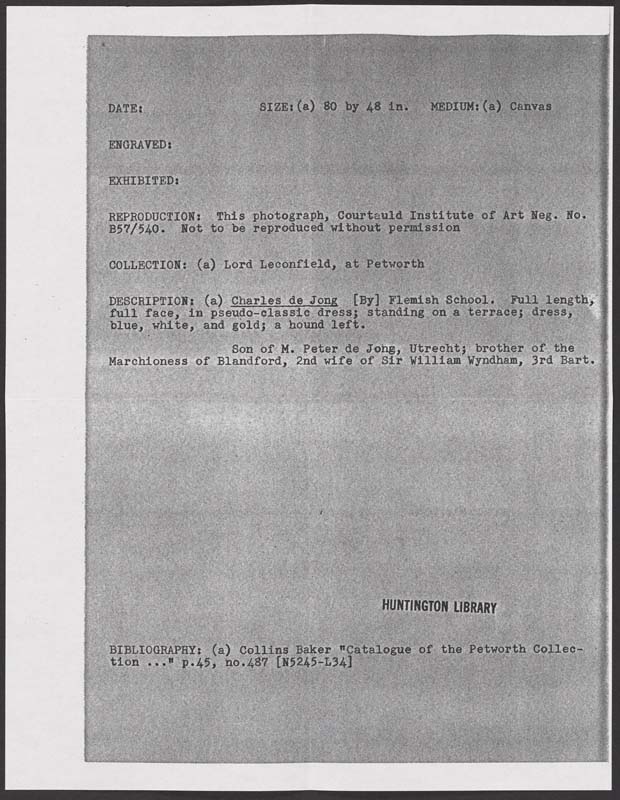 DATE: SIZE:(a) 80 by 48 in. MEDIUM:(a) Canvas
ENGRAVED:
EXHIBITED:
REPRODUCTION: This photograph, Courtauld Institute of Art Neg. No.
B57/540. Not to be reproduced without permission
COLLECTION: (a) Lord Leconfield, at Petworth
DESCRIPTION: (a) Charles de Jong [By] Flemish School. Full length,
full face, in pseudo-classic dress; standing on a terrace; dress,
blue, white, and gold; a hound left.
Son of M. Peter de Jong, Utrecht; brother of the
Marchioness of Blandford, 2nd wife of Sir William Wyndham, 3rd Bart.
HUNTINGTON LIBRARY
BIBLIOGRAPHY: (a) Collins Baker "Catalogue of the Petworth Collec-
tion ..." p.45, no.487 [N5245-L34]